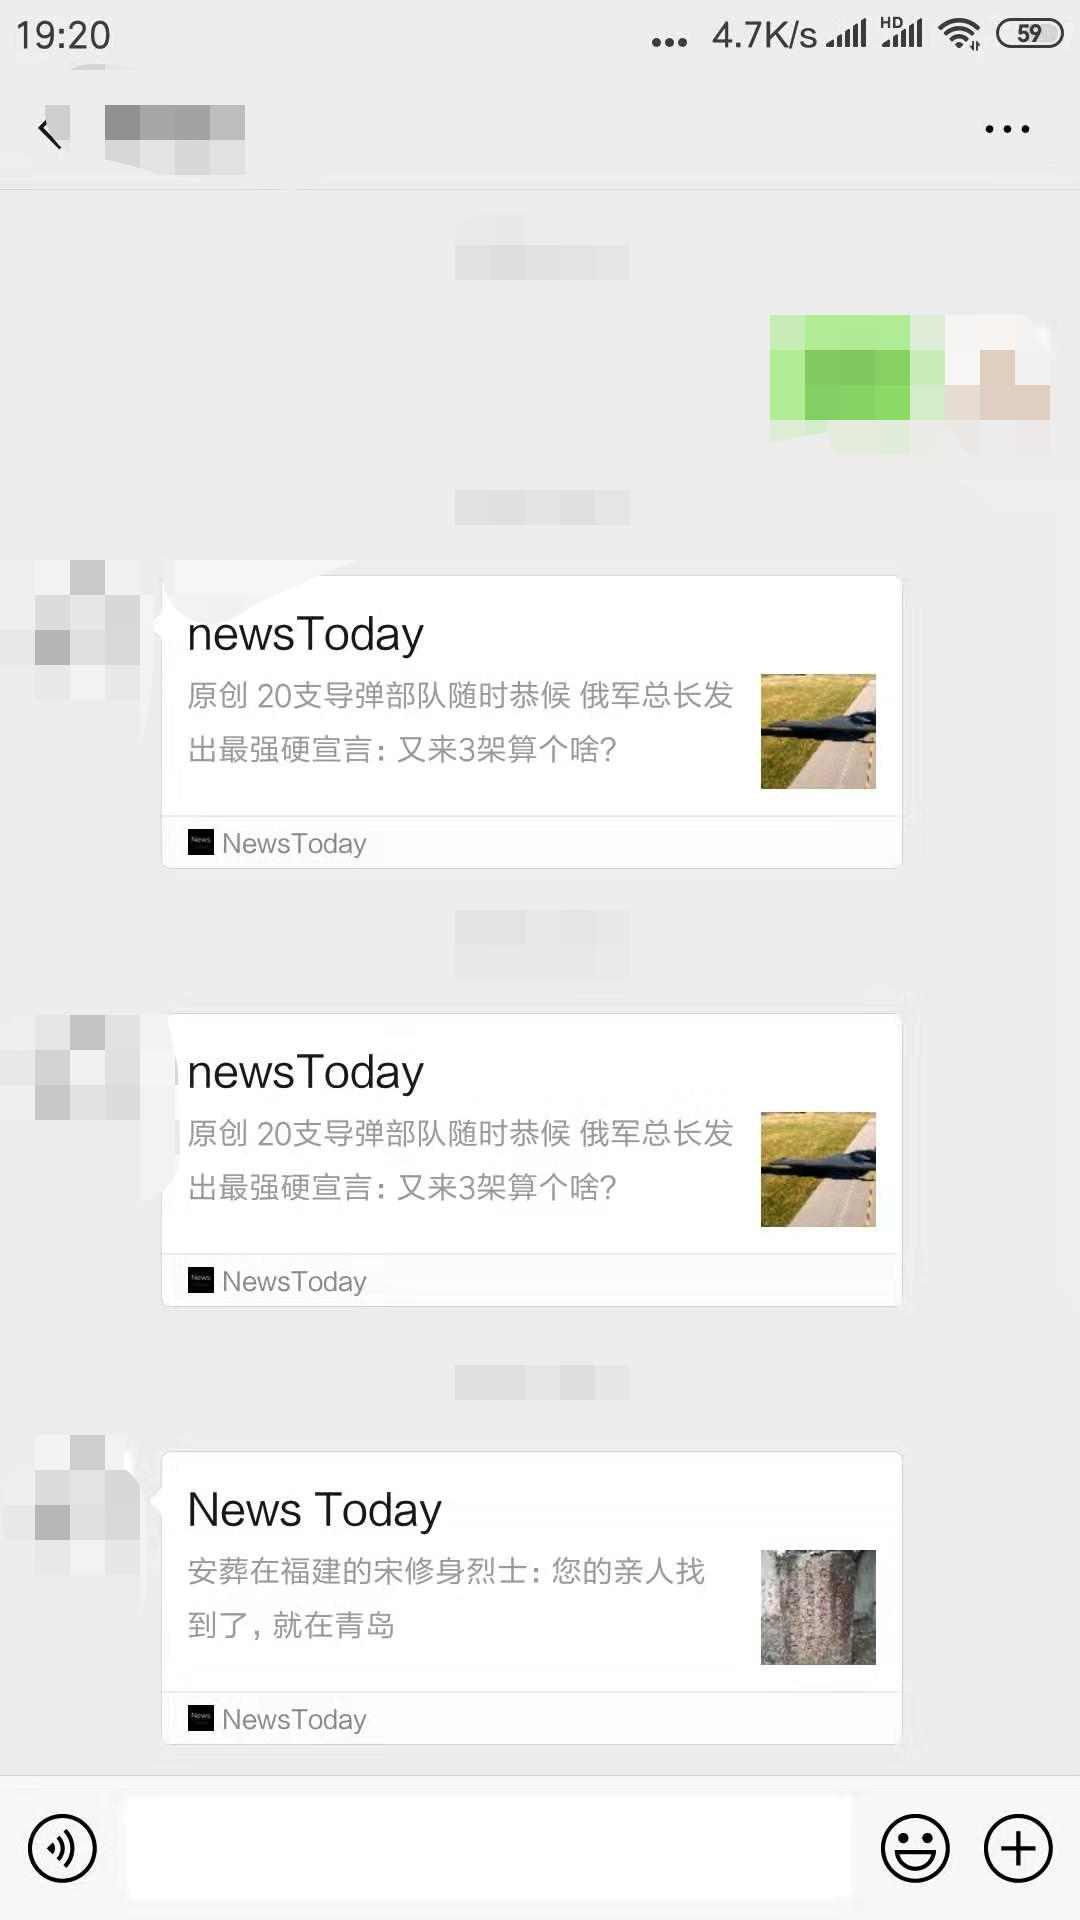 19:20
4.7K/s HD 59
newsToday
原创 20支导弹部队随时恭候 俄军总长发
出最强硬宣言：又来3架算个啥？
News NewsToday
newsToday
原创 20支导弹部队随时恭候 俄军总长发
出最强硬宣言：又来3架算个啥？
News NewsToday
News Today
安葬在福建的宋修身烈士：您的亲人找
到了，就在青岛
News NewsToday